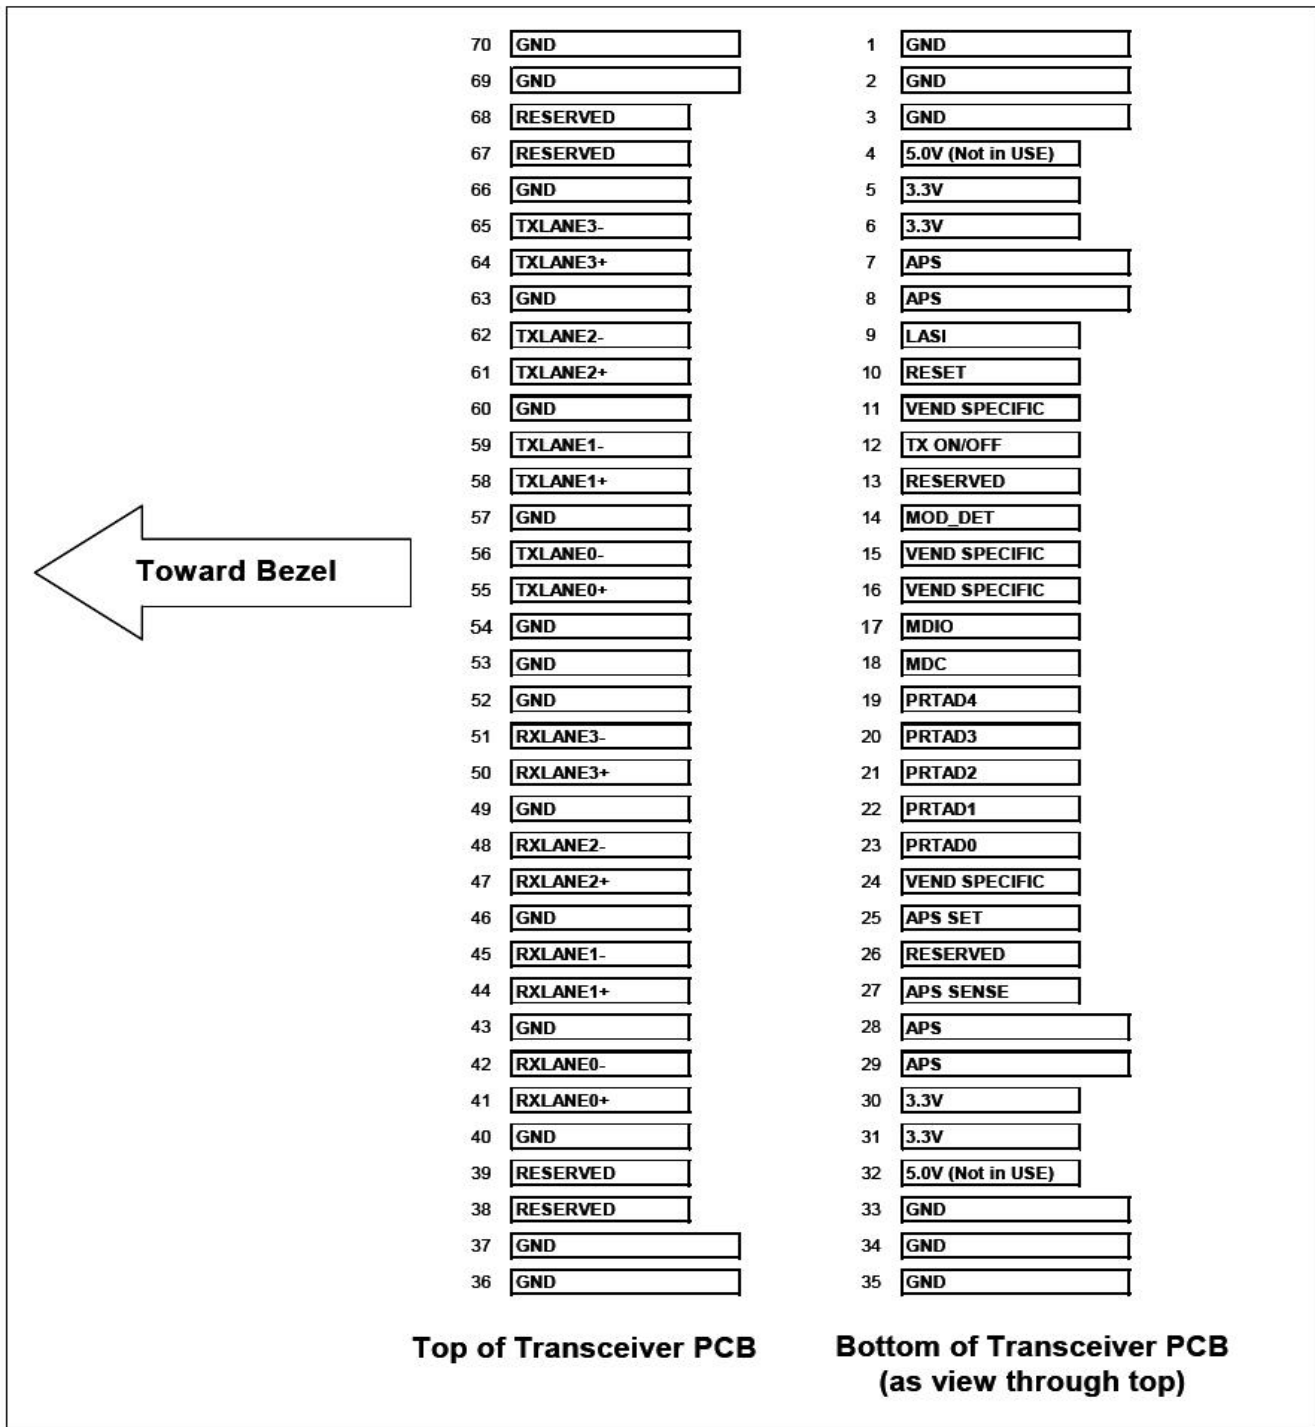 70 GND 1 GND
69 GND 2 GND
68 RESERVED 3 GND
67 RESERVED 4 5.0V (Not in USE)
66 GND 5 3.3V
65 TXLANE3- 6 3.3V
64 TXLANE3+ 7 APS
63 GND 8 APS
62 TXLANE2- 9 LASI
61 TXLANE2+ 10 RESET
60 GND 11 VEND SPECIFIC
59 TXLANE1- 12 TX ON/OFF
58 TXLANE1+ 13 RESERVED
57 GND 14 MOD_DET
56 TXLANE0- 15 VEND SPECIFIC
Toward Bezel
55 TXLANE0+ 16 VEND SPECIFIC
54 GND 17 MDIO
53 GND 18 MDC
52 GND 19 PRTAD4
51 RXLANE3- 20 PRTAD3
50 RXLANE3+ 21 PRTAD2
49 GND 22 PRTAD1
48 RXLANE2- 23 PRTAD0
47 RXLANE2+ 24 VEND SPECIFIC
46 GND 25 APS SET
45 RXLANE1- 26 RESERVED
44 RXLANE1+ 27 APS SENSE
43 GND 28 APS
42 RXLANE0- 29 APS
41 RXLANE0+ 30 3.3V
40 GND 31 3.3V
39 RESERVED 32 5.0V (Not in USE)
38 RESERVED 33 GND
37 GND 34 GND
36 GND 35 GND
Top of Transceiver PCB
Bottom of Transceiver PCB
(as view through top)